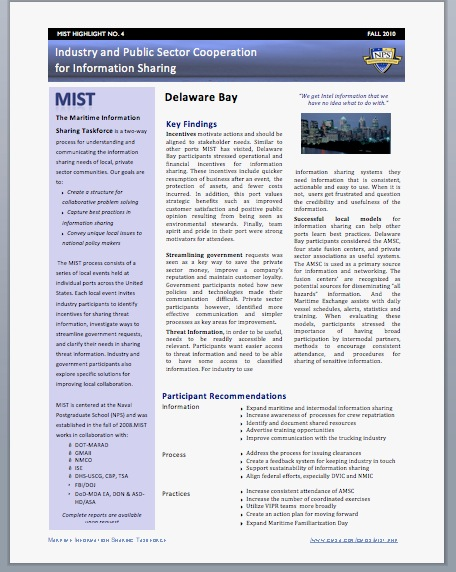 MIST HIGHLIGHT NO. 4
FALL 2010
Industry and Public Sector Cooperation
for Information Sharing
NPS
MIST
The Maritime Information
Sharing Taskforce is a two-way
process for understanding and
communicating the information
sharing needs of local, private
sector communities. Our goals are
to:
Create a structure for
collaborative problem solving
Capture best practices in
information sharing
Convey unique local issues to
national policy makers
The MIST process consists of a
series of local events held at
individual ports across the United
States. Each local event invites
industry participants to identify
incentives for sharing threat
information, investigate ways to
streamline government requests,
and clarify their needs in sharing
threat information. Industry and
government participants also
explore specific solutions for
improving local collaboration.
MIST is centered at the Naval
Postgraduate School (NPS) and was
established in the fall of 2008.MIST
works in collaboration with:
DOT-MARAD
GMAII
NMCO
ISE
DHS-USCG, CBP, TSA
FBI/DOJ
DoD-MDA EA, DON & ASD-
HD/ASA
Complete reports are available
upon request
Delaware Bay
Key Findings
Incentives motivate actions and should be
aligned to stakeholder needs. Similar to
other ports MIST has visited, Delaware
Bay participants stressed operational and
financial incentives for information
sharing. These incentives include quicker
resumption of business after an event, the
protection of assets, and fewer costs
incurred. In addition, this port values
strategic benefits such as improved
customer satisfaction and positive public
opinion resulting from being seen as
environmental stewards. Finally, team
spirit and pride in their port were strong
motivators for attendees.
Streamlining government requests was
seen as a way to save the private
sector money, improve a company's
reputation and maintain customer loyalty.
Government participants noted how new
policies and technologies made their
communication difficult. Private sector
participants however, identified more
effective communication and simpler
processes as key areas for improvement.
Threat Information, in order to be useful,
needs to be readily accessible and
relevant. Participants want easier access
to threat information and need to be able
to have some access to classified
information. For industry to use
"We get Intel information that we
have no idea what to do with."
information sharing systems they
need information that is consistent,
actionable and easy to use. When it is
not, users get frustrated and question
the credibility and usefulness of the
information.
Successful local models for
information sharing can help other
ports learn best practices. Delaware
Bay participants considered the AMSC,
four state fusion centers, and private
sector associations as useful systems.
The AMSC is used as a primary source
for information and networking. The
fusion centers' are recognized as
potential sources for disseminating "all
hazards" information. And the
Maritime Exchange assists with daily
vessel schedules, alerts, statistics and
training. When evaluating these
models, participants stressed the
importance of having broad
participation by intermodal partners,
methods to encourage consistent
attendance, and procedures for
sharing of sensitive information.
Participant Recommendations
Information
Expand maritime and intermodal information sharing
Increase awareness of processes for crew repatriation
Identify and document shared resources
Advertise training opportunities
Improve communication with the trucking industry
Process
Address the process for issuing clearances
Create a feedback system for keeping industry in touch
Support sustainability of information sharing
Align federal efforts, especially DVIC and NMIC
Practices
Increase consistent attendance of AMSC
Increase the number of coordinated exercises
Utilize VIPR teams more broadly
Create an action plan for moving forward
Expand Maritime Familiarization Day
Maritime Information Sharing Taskforce